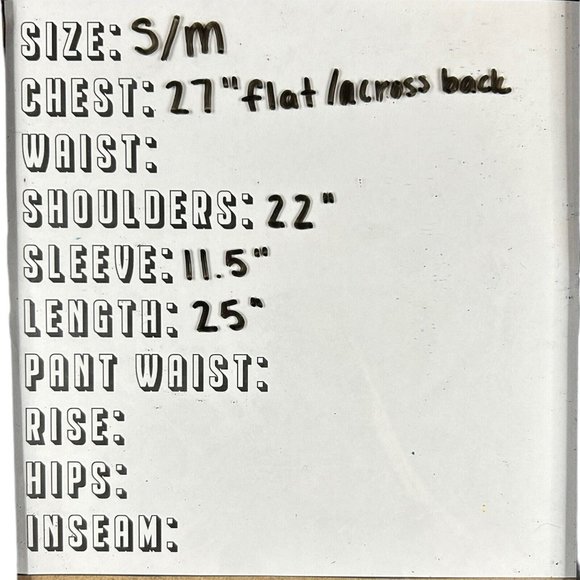 SIZE: S/M
CHEST: 27" flat/across back
WAIST:
SHOULDERS: 22"
SLEEVE: 11.5"
LENGTH: 25"
PANT WAIST:
RISE:
HIPS:
INSEAM: